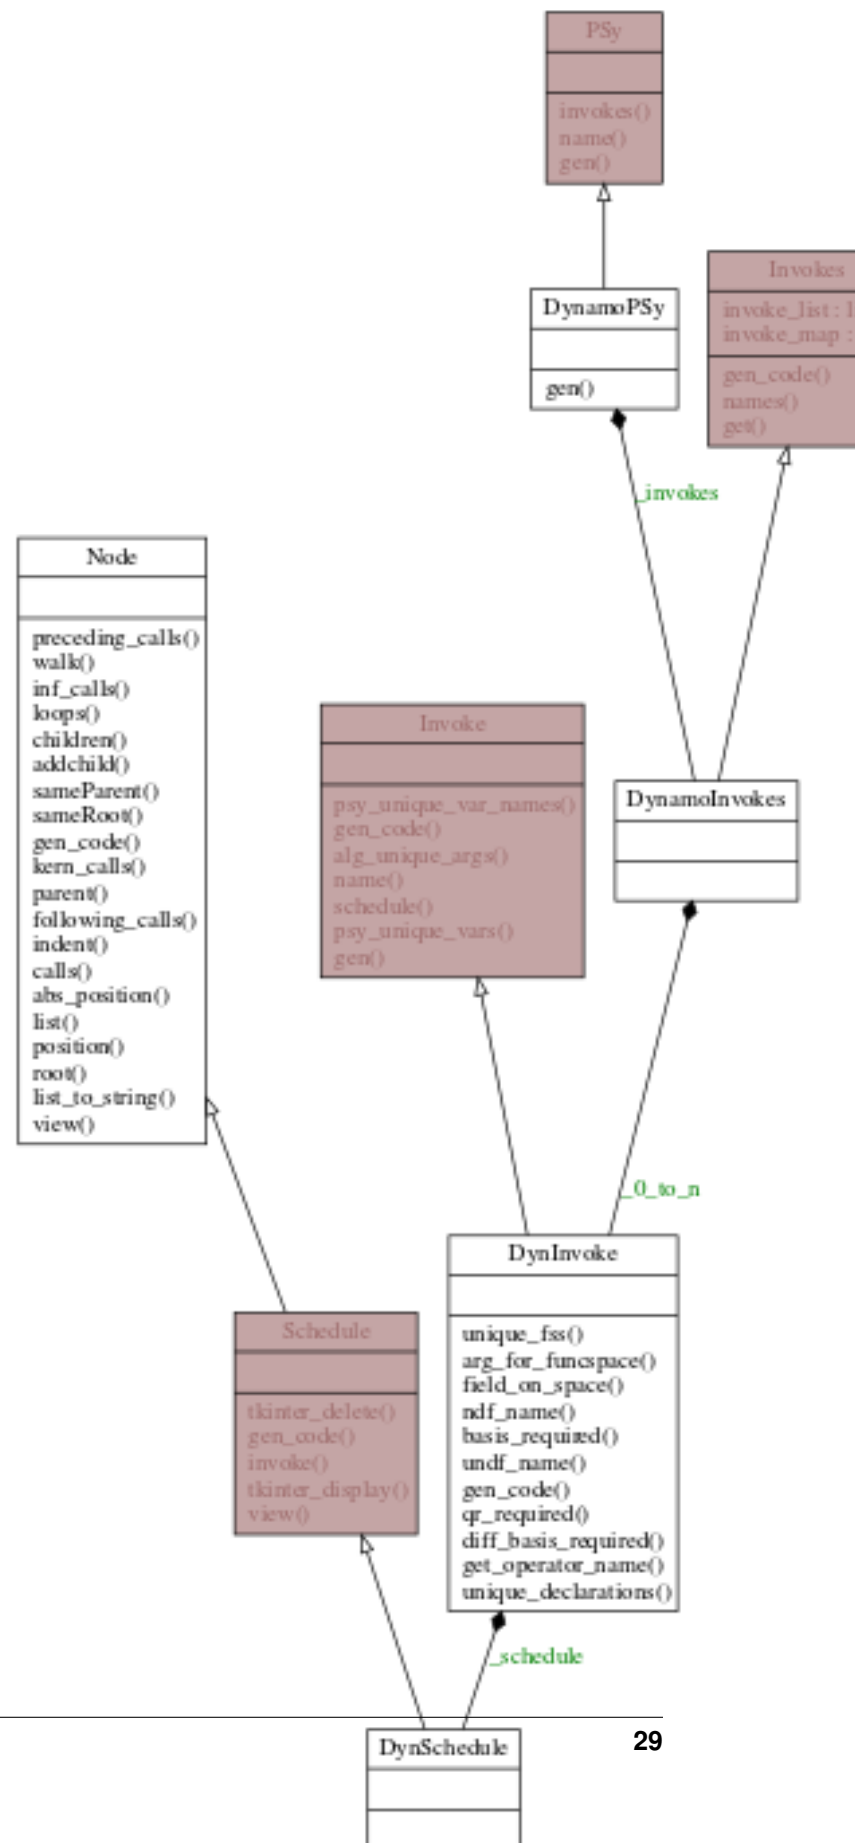 PSy
invokes()
name()
gen()
DynamoPSy
gen()
Invokes
invoke_list : l
invoke_map :
gen_code()
names()
get()
_invokes
Node
preceding_calls()
walk()
inf_calls()
loops()
children()
addchild()
sameParent()
sameRoot()
gen_code()
kern_calls()
parent()
following_calls()
indent()
calls()
abs_position()
list()
position()
root()
list_to_string()
view()
Invoke
psy_unique_var_names()
gen_code()
alg_unique_args()
name()
schedule()
psy_unique_vars()
gen()
DynamoInvokes
_0_to_n
DynInvoke
unique_fss()
arg_for_funcspace()
field_on_space()
ndf_name()
basis_required()
undf_name()
gen_code()
qr_required()
diff_basis_required()
get_operator_name()
unique_declarations()
Schedule
tkinter_delete()
gen_code()
invoke()
tkinter_display()
view()
_schedule
DynSchedule
29